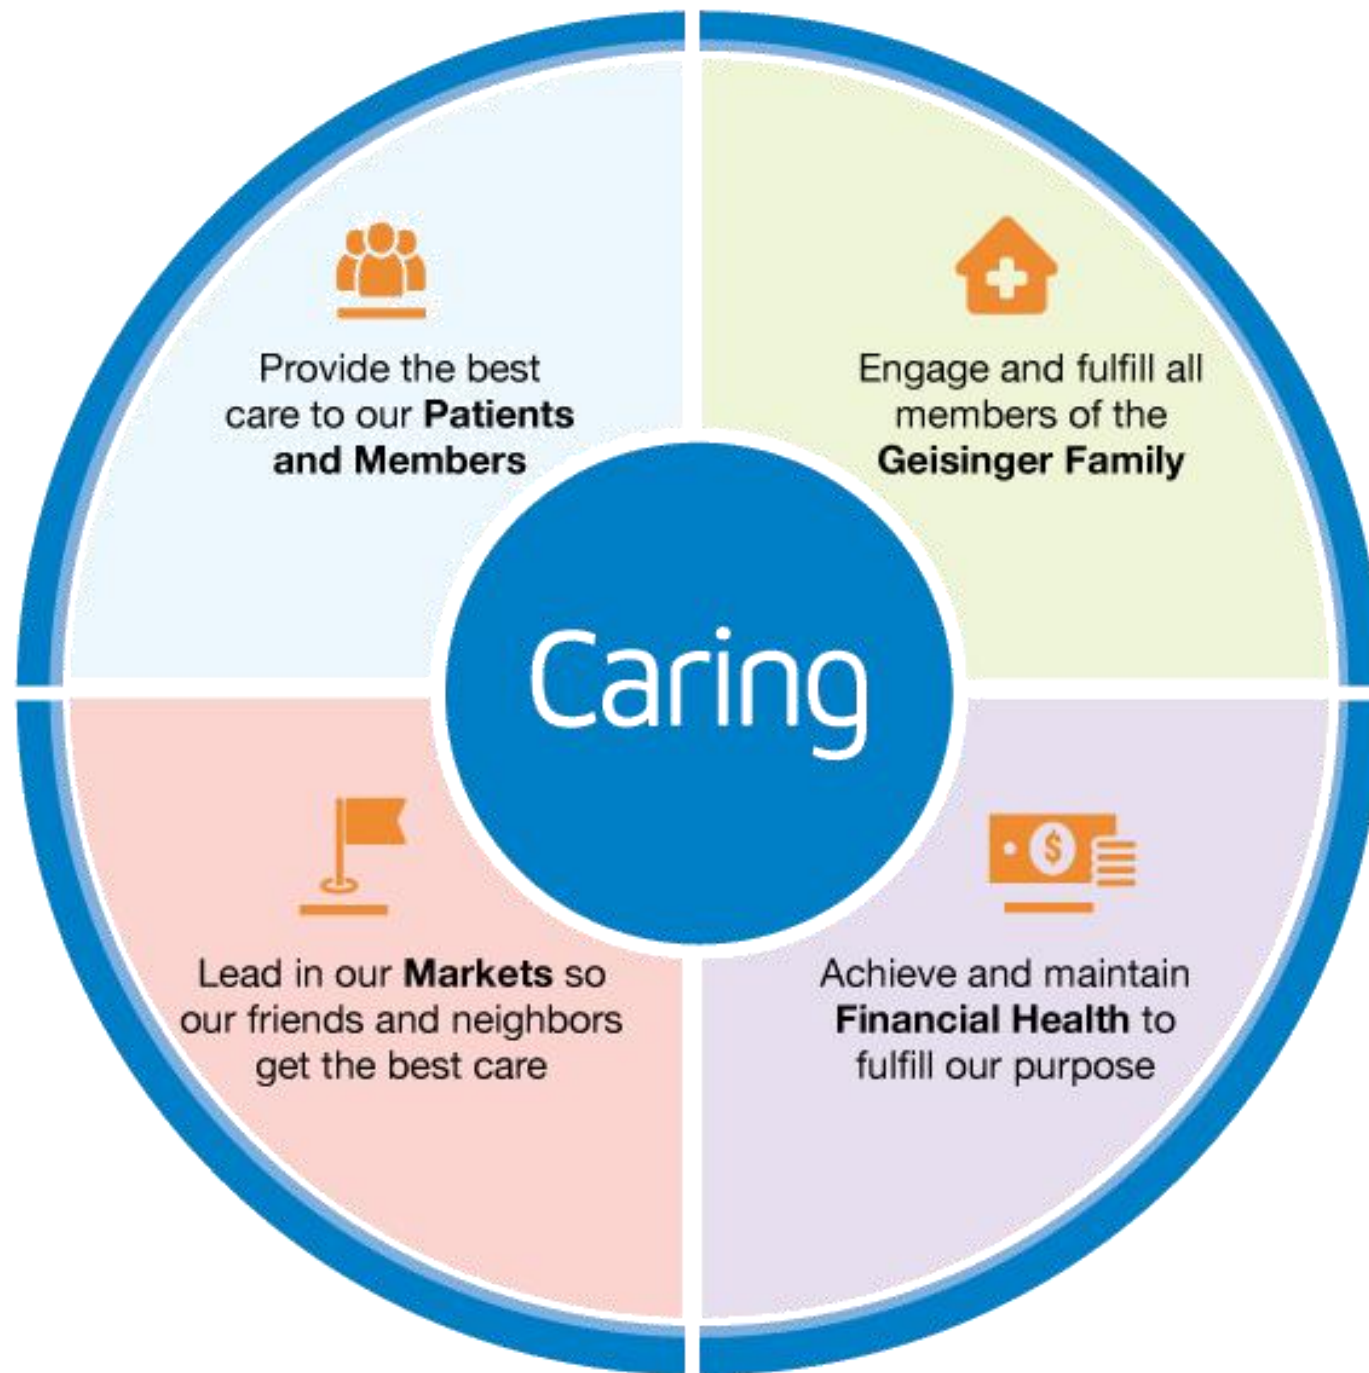 Provide the best
care to our Patients
and Members
Engage and fulfill all
members of the
Geisinger Family
Caring
$
Lead in our Markets so
our friends and neighbors
get the best care
Achieve and maintain
Financial Health to
fulfill our purpose